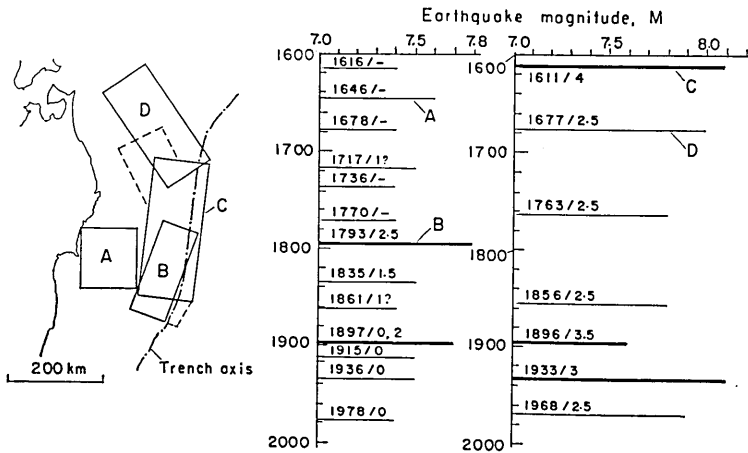 Earthquake magnitude, M
7.0 7.5 7.8 7.0 7.5 8.0
D
C
A
B
200 km
Trench axis
1600
1616/-
1646/-
A
1678/-
1700
1717/1?
1736/-
1770/-
1793/2.5
B
1800
1835/1.5
1861/1?
1897/0, 2
1900
1915/0
1936/0
1978/0
2000
1600
1611/4
C
1677/2.5
D
1700
1763/2.5
1800
1856/2.5
1896/3.5
1900
1933/3
1968/2.5
2000